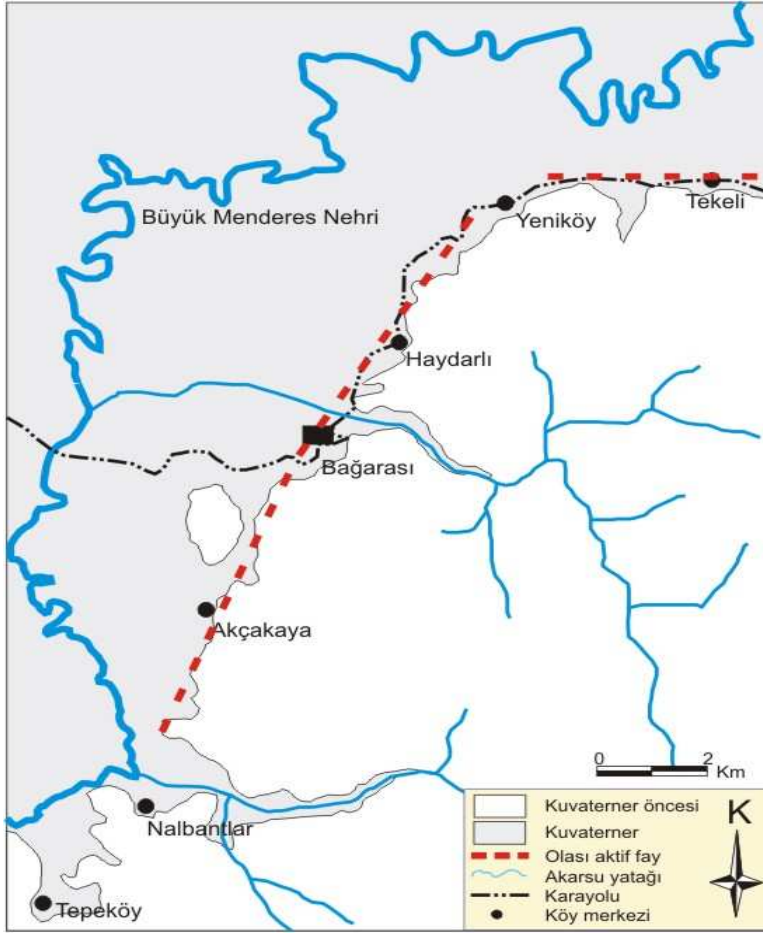 Büyük Menderes Nehri
Yeniköy
Tekeli
Haydarlı
Bağarası
Akçakaya
0 2
Km
Nalbantlar
Tepeköy
Kuvaterner öncesi
K
Kuvaterner
Olası aktif fay
Akarsu yatağı
Karayolu
Köy merkezi